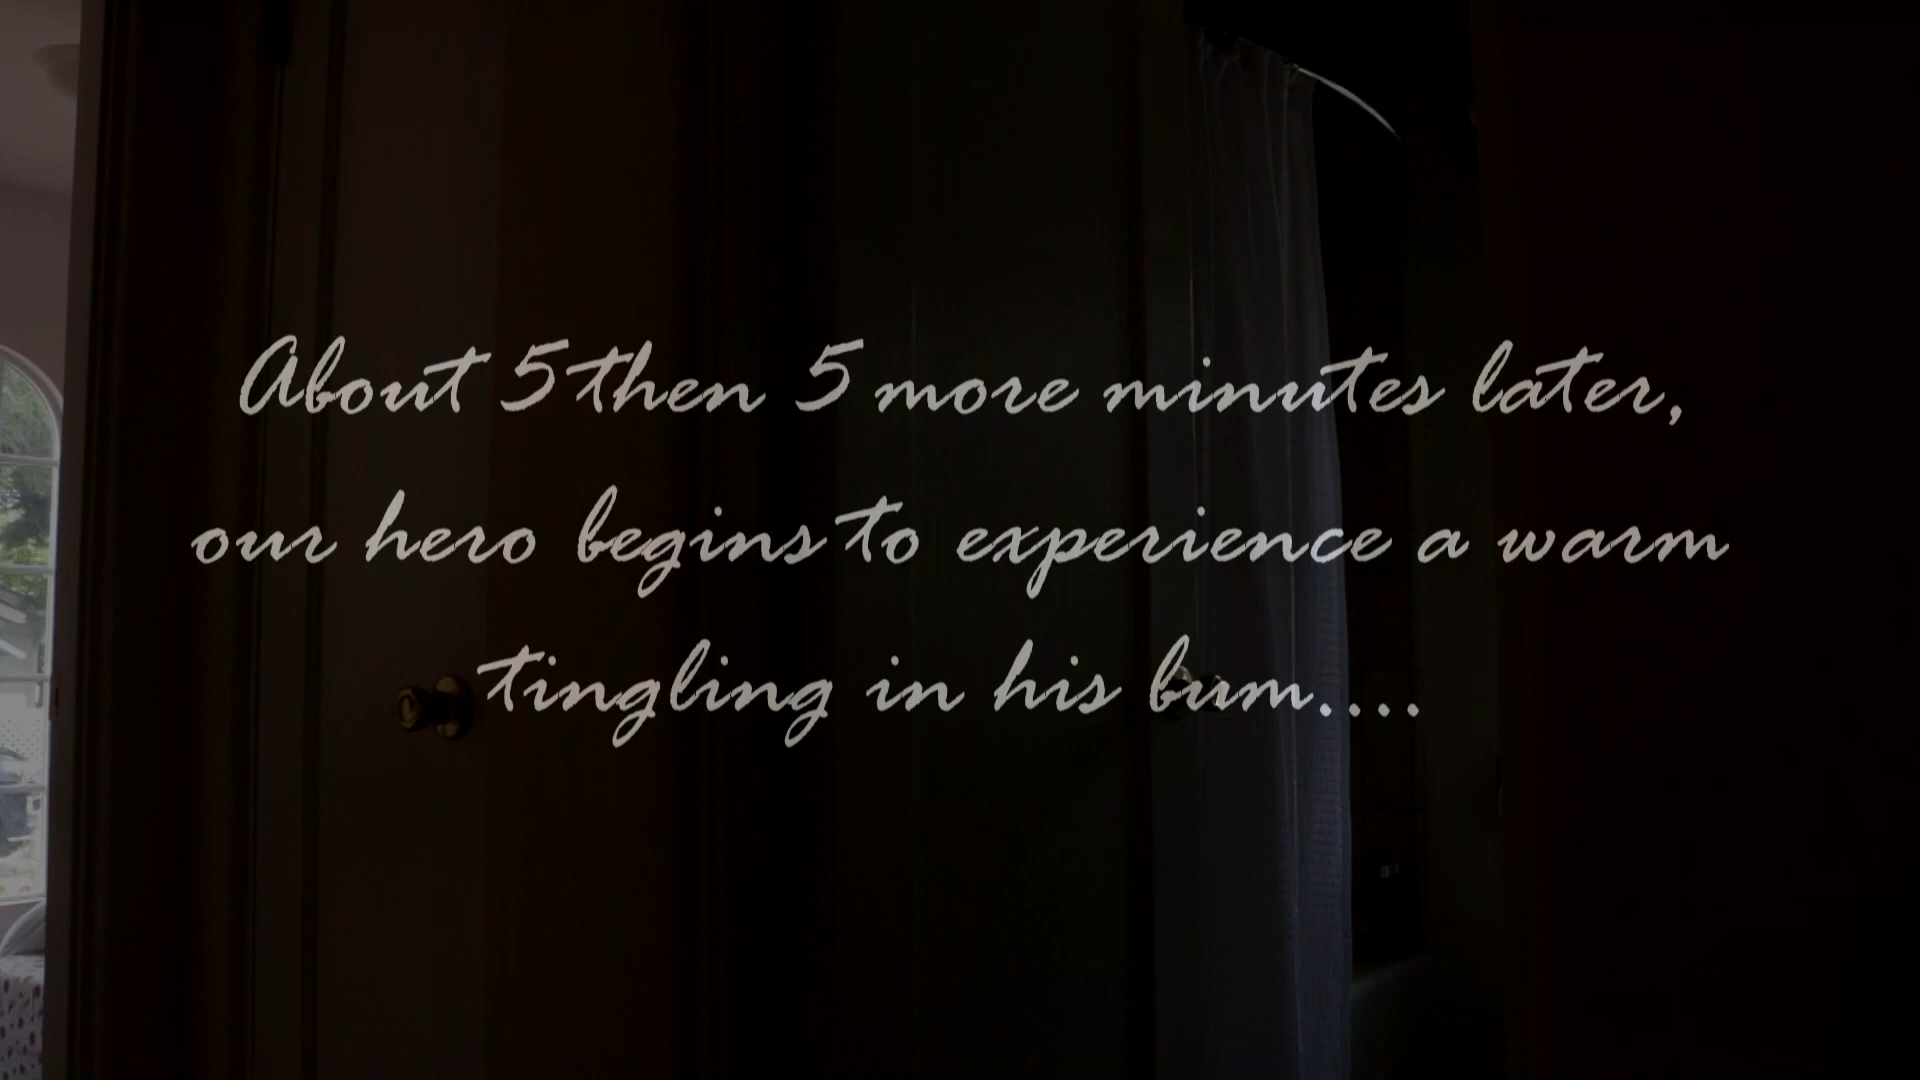 About 5 then 5 more minutes later,
our hero begins to experience a warm
tingling in his bum....